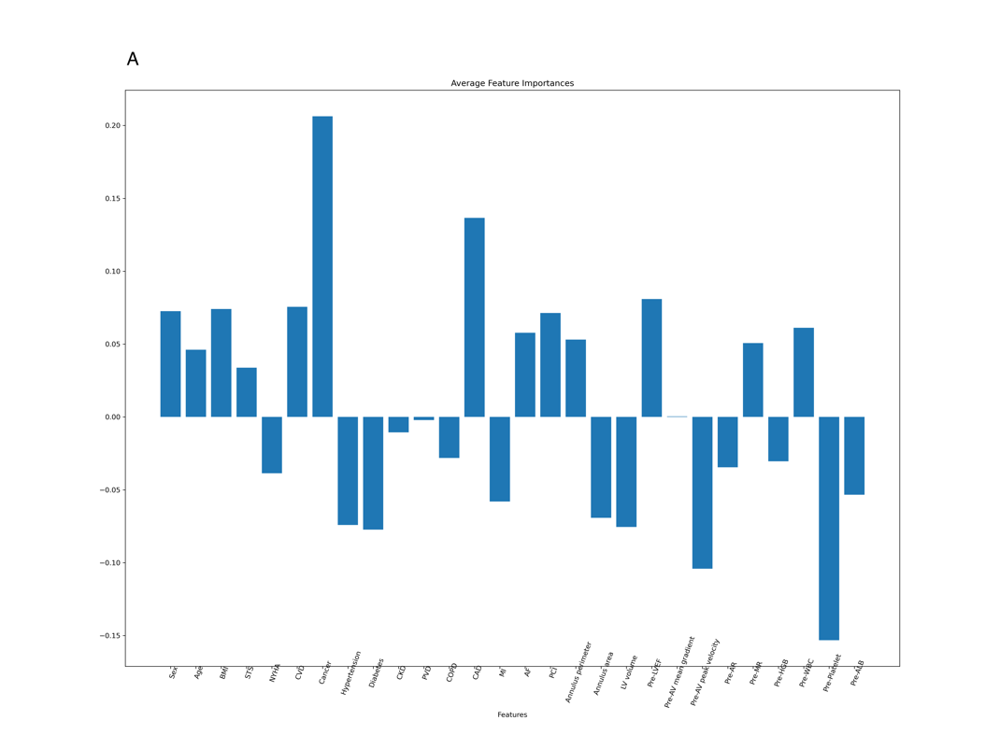 A
Average Feature Importances
0.20
0.15
0.10
0.05
0.00
−0.05
−0.10
−0.15
Sex
Age
BMI
STS
NYHA
CVD
Cancer
Hypertension
Diabetes
CKD
PVD
COPD
CAD
MI
AF
PCI
Annulus perimeter
Annulus area
LV volume
Pre-LVEF
Pre-AV mean gradient
Pre-AV peak velocity
Pre-AR
Pre-MR
Pre-HGB
Pre-WBC
Pre-Platelet
Pre-ALB
Features